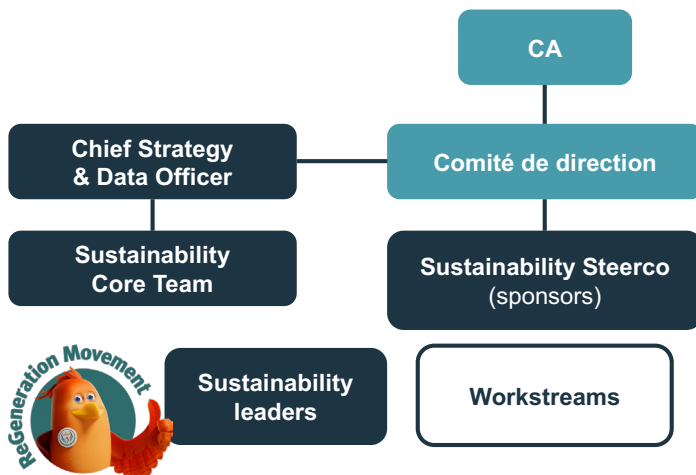 CA
Chief Strategy
& Data Officer
Comité de direction
Sustainability
Core Team
Sustainability Steerco
(sponsors)
ReGeneration Movement
Sustainability
leaders
Workstreams